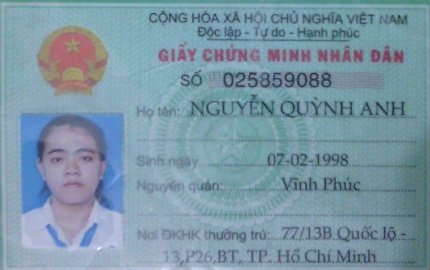 CỘNG HÒA XÃ HỘI CHỦ NGHĨA VIỆT NAM
Độc lập - Tự do - Hạnh phúc
GIẤY CHỨNG MINH NHÂN DÂN
SỐ 025859088
Họ tên: NGUYỄN QUỲNH ANH
Sinh ngày 07-02-1998
Nguyên quán: Vĩnh Phúc
Nơi ĐKHK thường trú: 77/13B Quốc lộ -
13,P26,BT, TP. Hồ Chí Minh